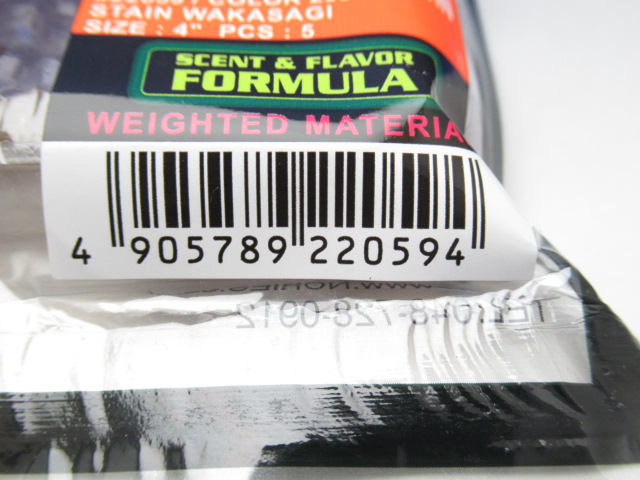 STAIN WAKASAGI
SIZE : 4" PCS : 5
SCENT & FLAVOR
FORMULA
WEIGHTED MATERIA
4 905789 220594